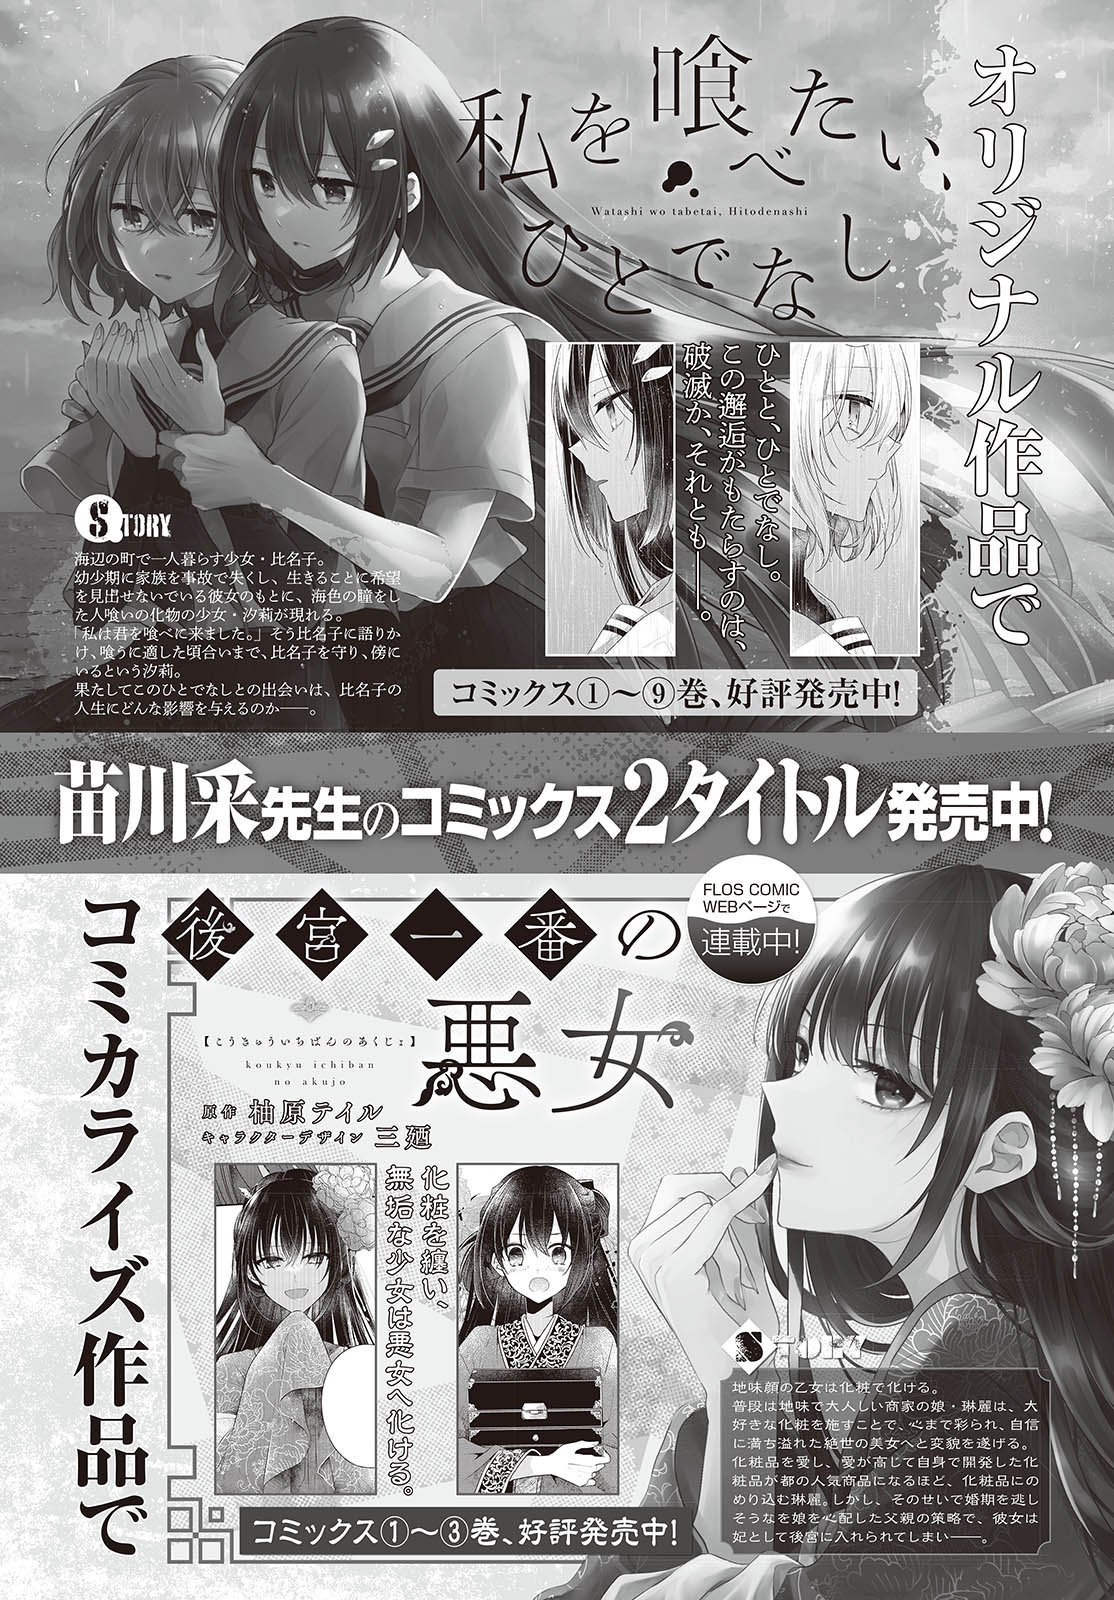 オリジナル作品で
私を喰べたい、
ひとでなし
Watashi wo tabetai, Hitodenashi
ひとと、ひとでなし。
この邂逅がもたらすのは、
破滅か、それとも――。
STORY
海辺の町で一人暮らす少女・比名子。
幼少期に家族を事故で失くし、生きることに希望
を見出せないでいる彼女のもとに、海色の瞳をし
た人喰いの化物の少女・汐莉が現れる。
「私は君を喰べに来ました。」そう比名子に語りか
け、喰うに適した頃合いまで、比名子を守り、傍に
いるという汐莉。
果たしてこのひとでなしとの出会いは、比名子の
人生にどんな影響を与えるのか――。
コミックス①〜⑨巻、好評発売中!
苗川采先生のコミックス2タイトル発売中!
コミカライズ作品で
後宮一番の
悪女
【こうきゅういちばんのあくじょ】
koukyu ichiban
no akujo
FLOS COMIC
WEBページで
連載中!
原作 柚原テイル
キャラクターデザイン 三廼
化粧を纏い、
無垢な少女は悪女へ化ける。
STORY
地味顔の乙女は化粧で化ける。
普段は地味で大人しい商家の娘・琳麗は、大
好きな化粧を施すことで、心まで彩られ、自信
に満ち溢れた絶世の美女へと変貌を遂げる。
化粧品を愛し、愛が高じて自身で開発した化
粧品が都の人気商品になるほど、化粧品にの
めり込む琳麗。しかし、そのせいで婚期を逃し
そうなを娘を心配した父親の策略で、彼女は
妃として後宮に入れられてしまい――。
コミックス①〜③巻、好評発売中!